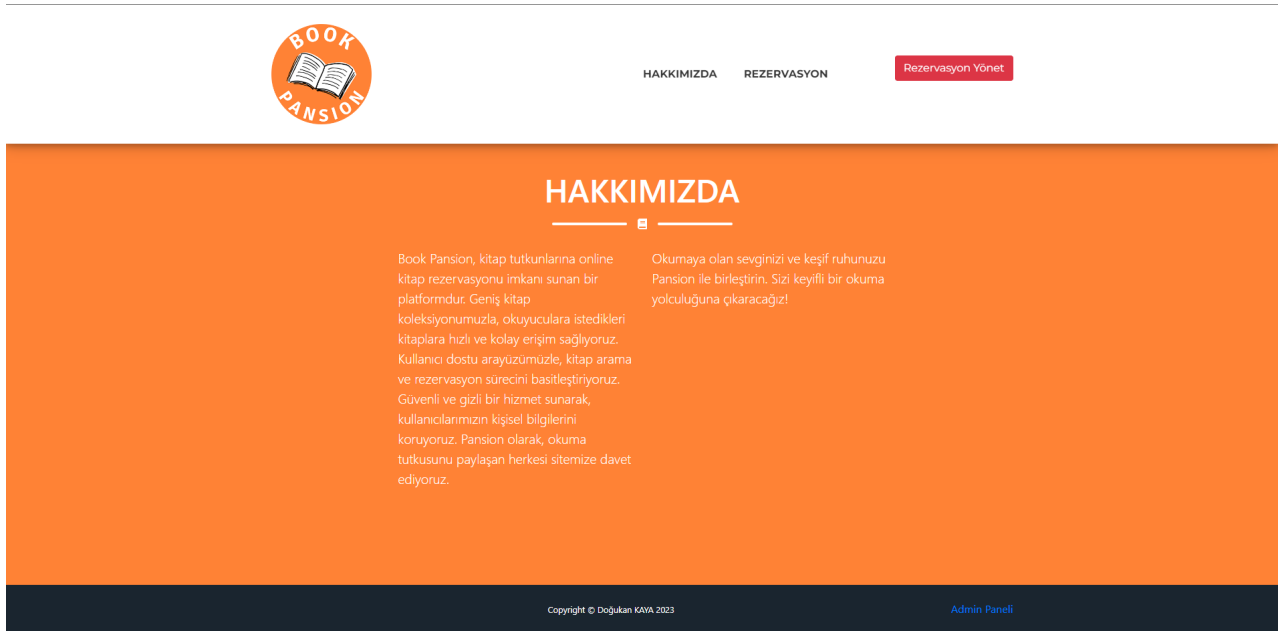 BOOK
PANSION
HAKKIMIZDA
REZERVASYON
Rezervasyon Yönet
HAKKIMIZDA
Book Pansion, kitap tutkunlarına online
kitap rezervasyonu imkanı sunan bir
platformdur. Geniş kitap
koleksiyonumuzla, okuyuculara istedikleri
kitaplara hızlı ve kolay erişim sağlıyoruz.
Kullanıcı dostu arayüzümüzle, kitap arama
ve rezervasyon sürecini basitleştiriyoruz.
Güvenli ve gizli bir hizmet sunarak,
kullanıcılarımızın kişisel bilgilerini
koruyoruz. Pansion olarak, okuma
tutkusunu paylaşan herkesi sitemize davet
ediyoruz.
Okumaya olan sevginizi ve keşif ruhunuzu
Pansion ile birleştirin. Sizi keyifli bir okuma
yolculuğuna çıkaracağız!
Copyright © Doğukan KAYA 2023
Admin Paneli